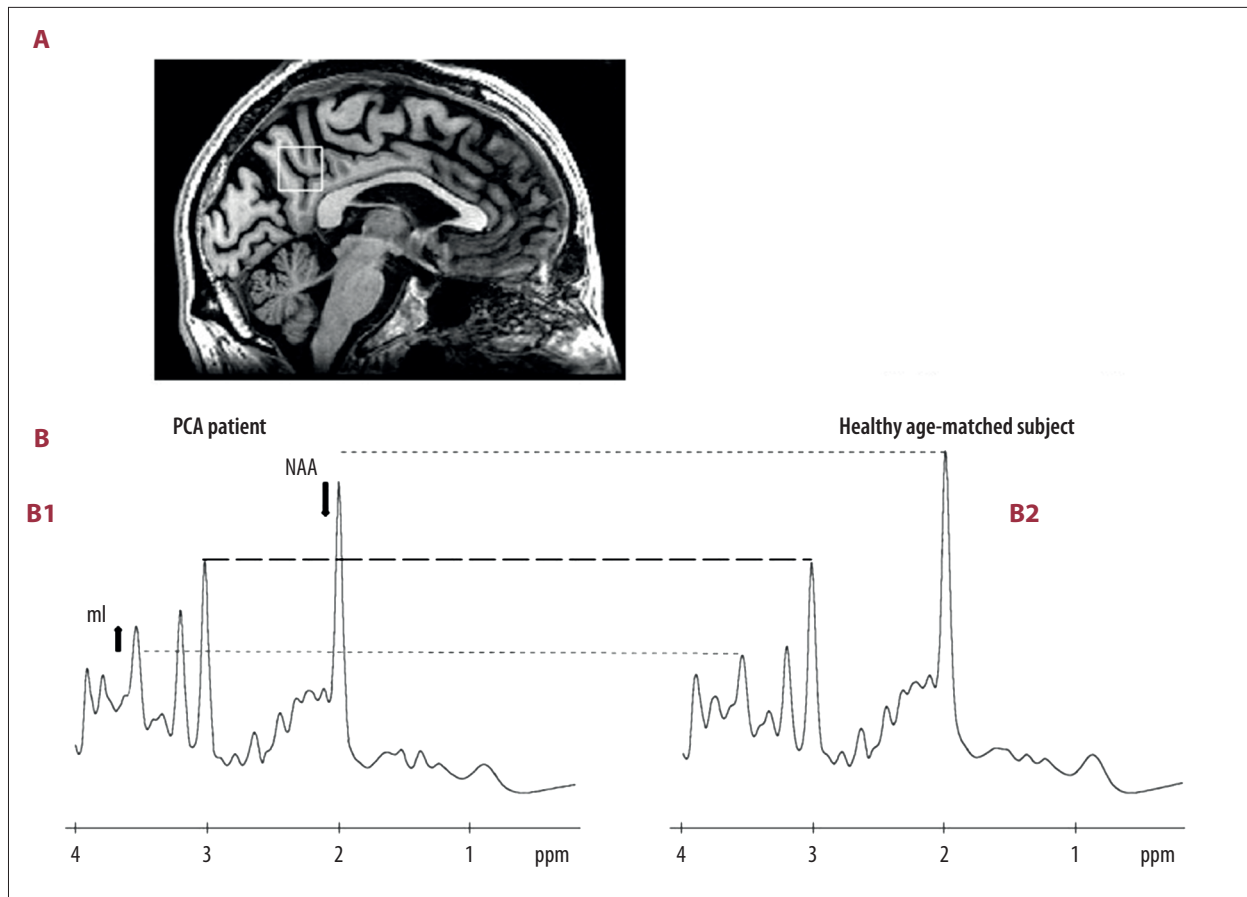 A
B
PCA patient
Healthy age-matched subject
NAA
B1
B2
ml
4 3 2 1 ppm
4 3 2 1 ppm